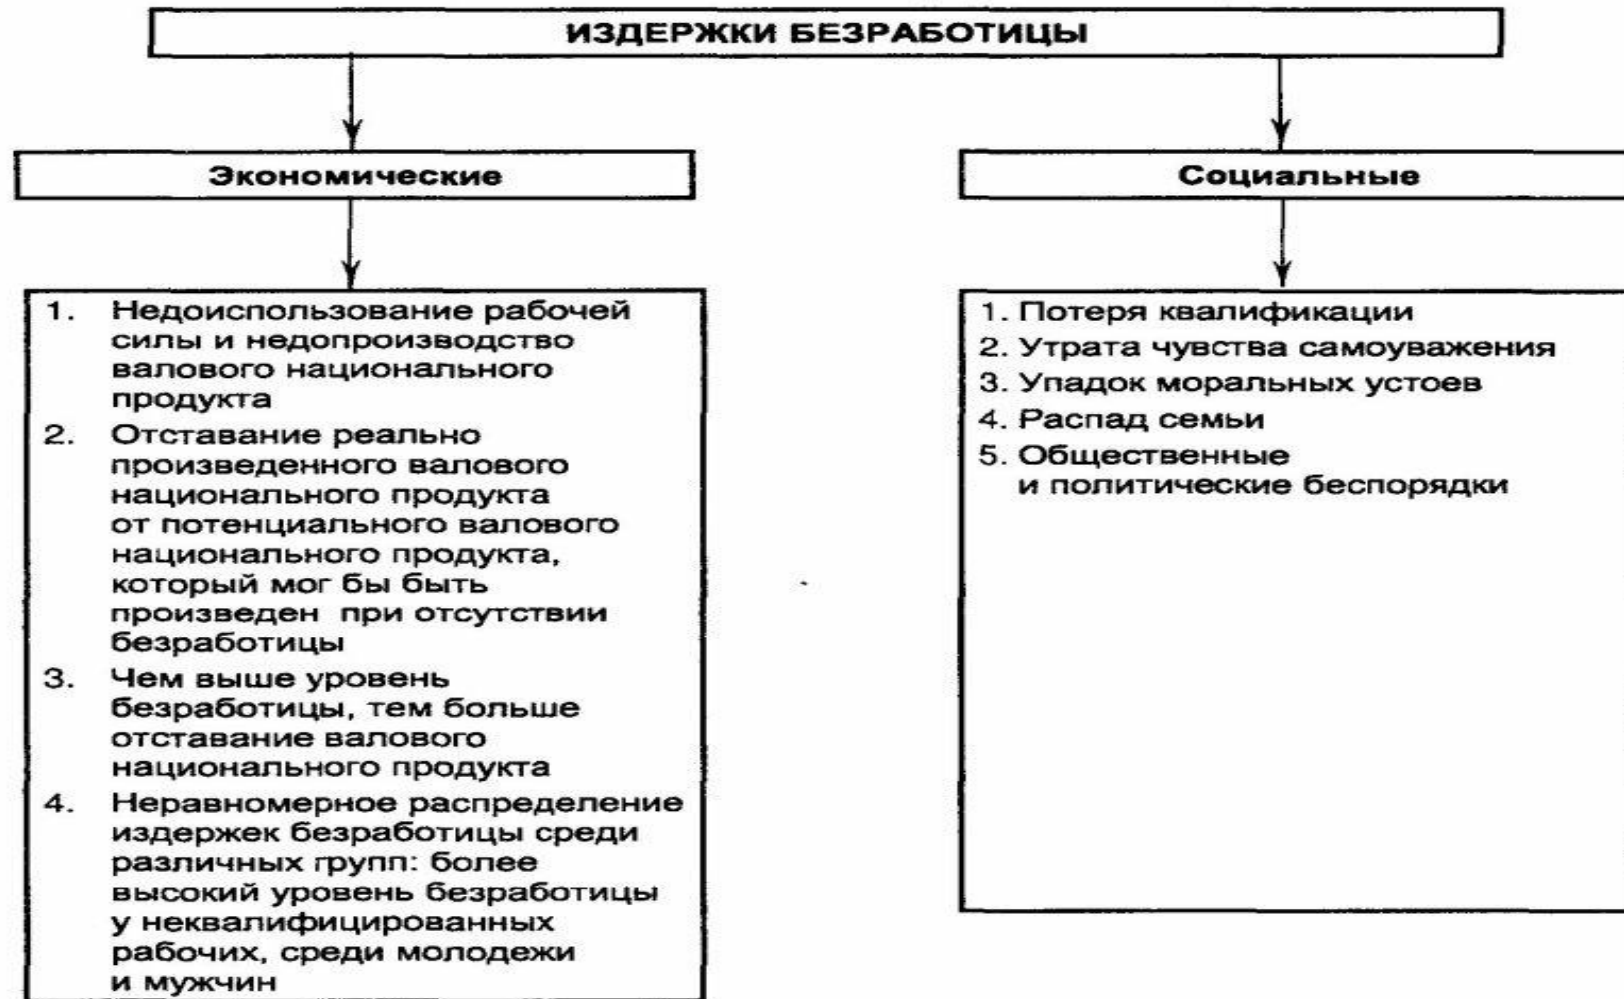 ИЗДЕРЖКИ БЕЗРАБОТИЦЫ
Экономические
1. Недоиспользование рабочей
силы и недопроизводство
валового национального
продукта
2. Отставание реально
произведенного валового
национального продукта
от потенциального валового
национального продукта,
который мог бы быть
произведен при отсутствии
безработицы
3. Чем выше уровень
безработицы, тем больше
отставание валового
национального продукта
4. Неравномерное распределение
издержек безработицы среди
различных групп: более
высокий уровень безработицы
у неквалифицированных
рабочих, среди молодежи
и мужчин
Социальные
1. Потеря квалификации
2. Утрата чувства самоуважения
3. Упадок моральных устоев
4. Распад семьи
5. Общественные
и политические беспорядки